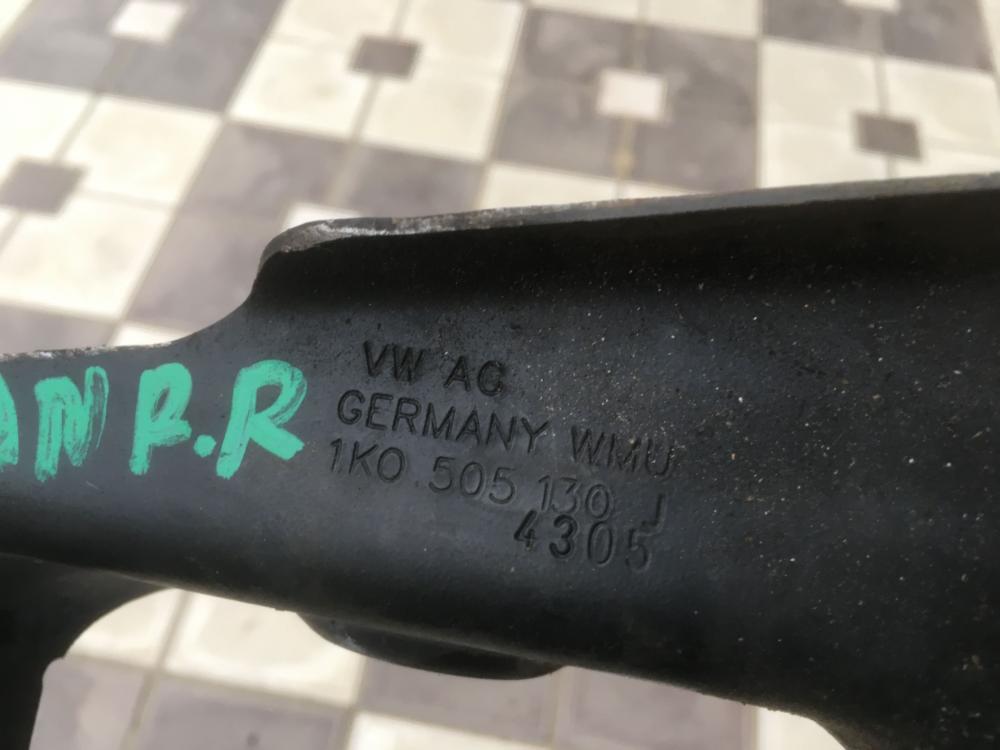 AN R.R
VW AG
GERMANY WMU
1K0 505 130 J
4305